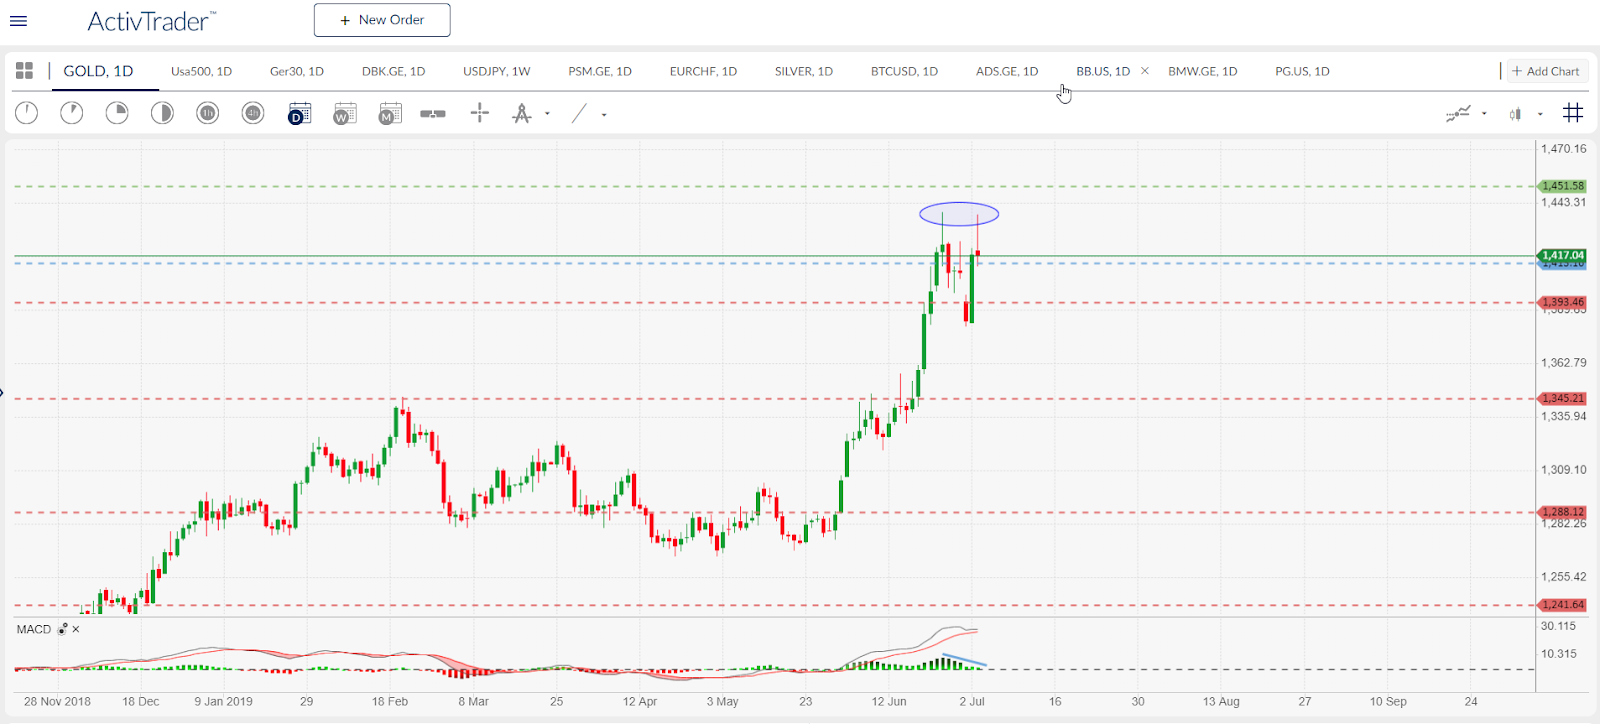 ActivTrader™
+ New Order
GOLD, 1D Usa500, 1D Ger30, 1D DBK.GE, 1D USDJPY, 1W PSM.GE, 1D EURCHF, 1D SILVER, 1D BTCUSD, 1D ADS.GE, 1D BB.US, 1D × BMW.GE, 1D PG.US, 1D + Add Chart
1h 4h D W M
1,470.16
1,451.58
1,443.31
1,417.04
1,393.46
1,362.79
1,345.21
1,335.94
1,309.10
1,288.12
1,282.26
1,255.42
1,241.64
MACD ×
30.115
10.315
28 Nov 2018 18 Dec 9 Jan 2019 29 18 Feb 8 Mar 25 12 Apr 3 May 23 12 Jun 2 Jul 16 30 13 Aug 27 10 Sep 24